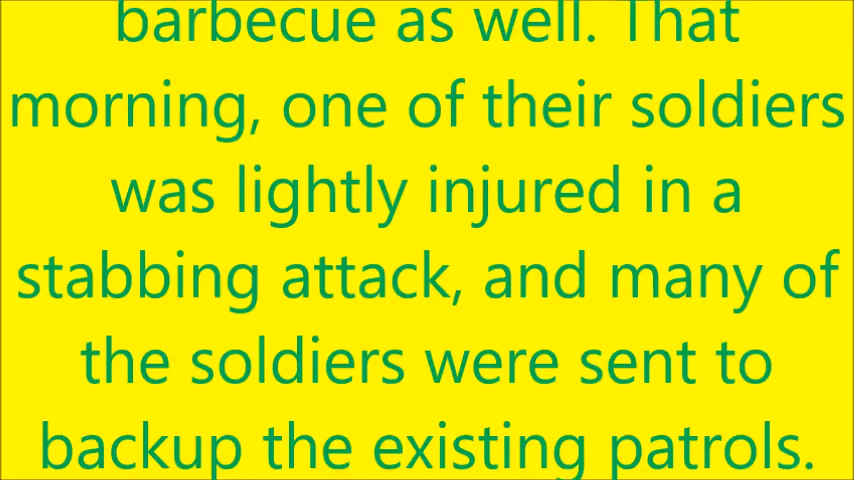 barbecue as well. That
morning, one of their soldiers
was lightly injured in a
stabbing attack, and many of
the soldiers were sent to
backup the existing patrols.